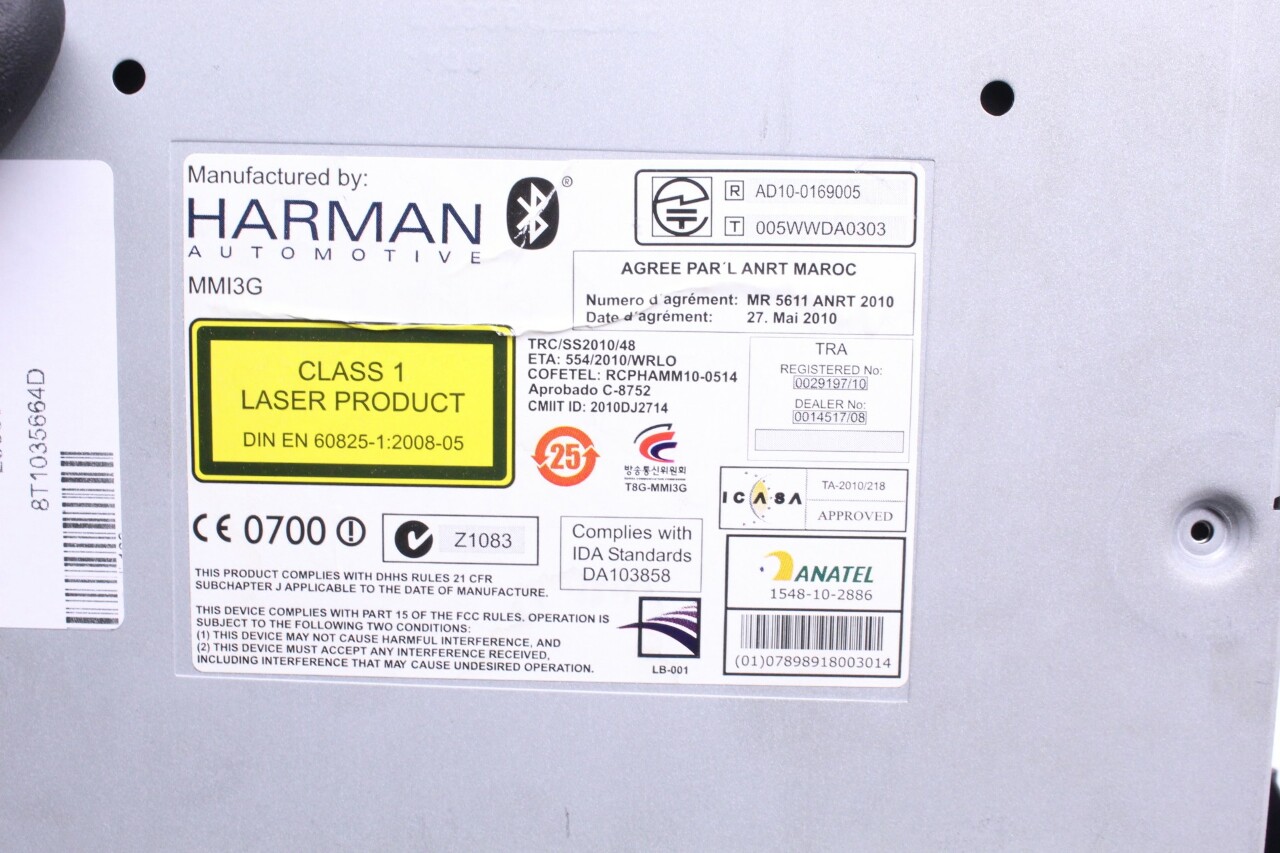 Manufactured by:
HARMAN
AUTOMOTIVE
MMI3G
®
R AD10-0169005
T 005WWDA0303
AGREE PAR´L ANRT MAROC
Numero d´agrément: MR 5611 ANRT 2010
Date d´agrément: 27. Mai 2010
CLASS 1
LASER PRODUCT
DIN EN 60825-1:2008-05
TRC/SS2010/48
ETA: 554/2010/WRLO
COFETEL: RCPHAMM10-0514
Aprobado C-8752
CMIIT ID: 2010DJ2714
TRA
REGISTERED No:
0029197/10
DEALER No:
0014517/08
25
방송통신위원회
T8G-MMI3G
ICASA
TA-2010/218
APPROVED
CE 0700
Z1083
Complies with
IDA Standards
DA103858
ANATEL
1548-10-2886
(01)07898918003014
THIS PRODUCT COMPLIES WITH DHHS RULES 21 CFR
SUBCHAPTER J APPLICABLE TO THE DATE OF MANUFACTURE.
THIS DEVICE COMPLIES WITH PART 15 OF THE FCC RULES. OPERATION IS
SUBJECT TO THE FOLLOWING TWO CONDITIONS:
(1) THIS DEVICE MAY NOT CAUSE HARMFUL INTERFERENCE, AND
(2) THIS DEVICE MUST ACCEPT ANY INTERFERENCE RECEIVED,
INCLUDING INTERFERENCE THAT MAY CAUSE UNDESIRED OPERATION.
LB-001
8T1035664D